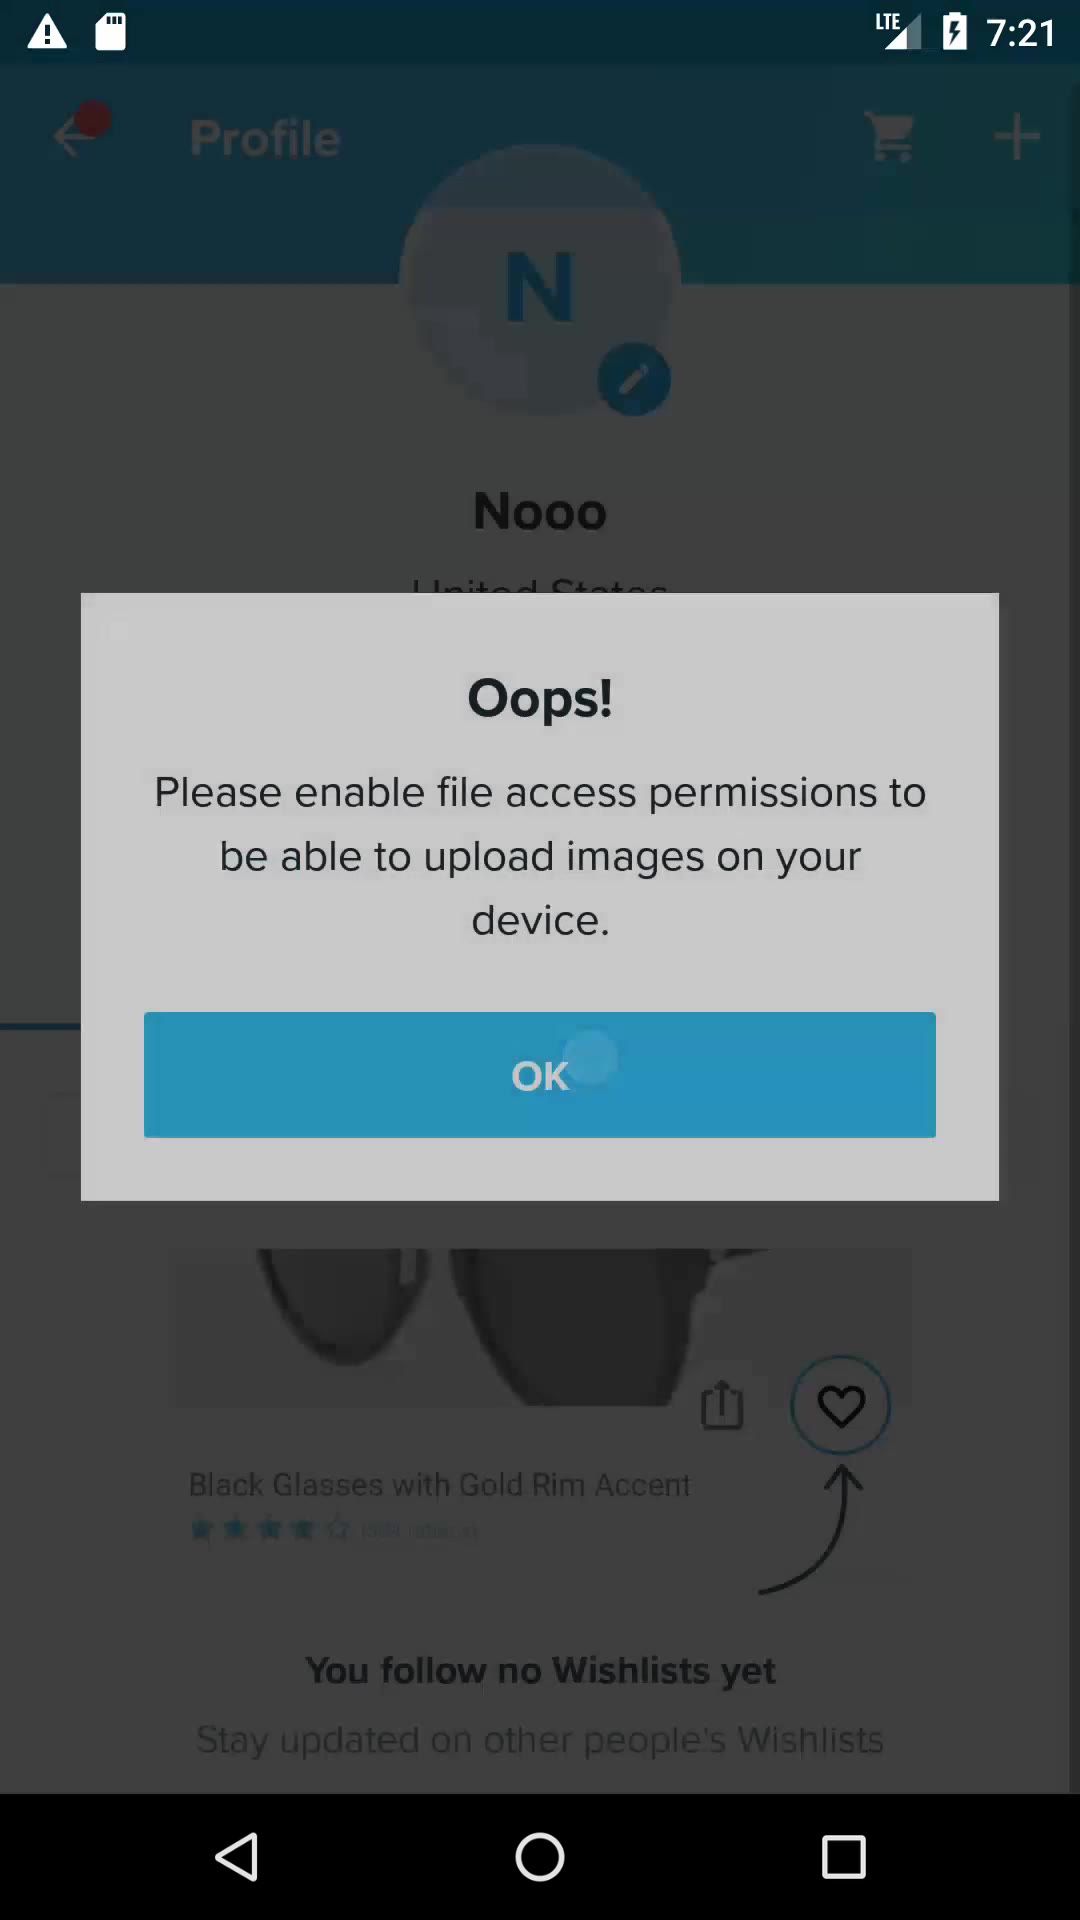 LTE 7:21
Profile
N
Nooo
United States
Oops!
Please enable file access permissions to
be able to upload images on your
device.
OK
Black Glasses with Gold Rim Accent
You follow no Wishlists yet
Stay updated on other people's Wishlists